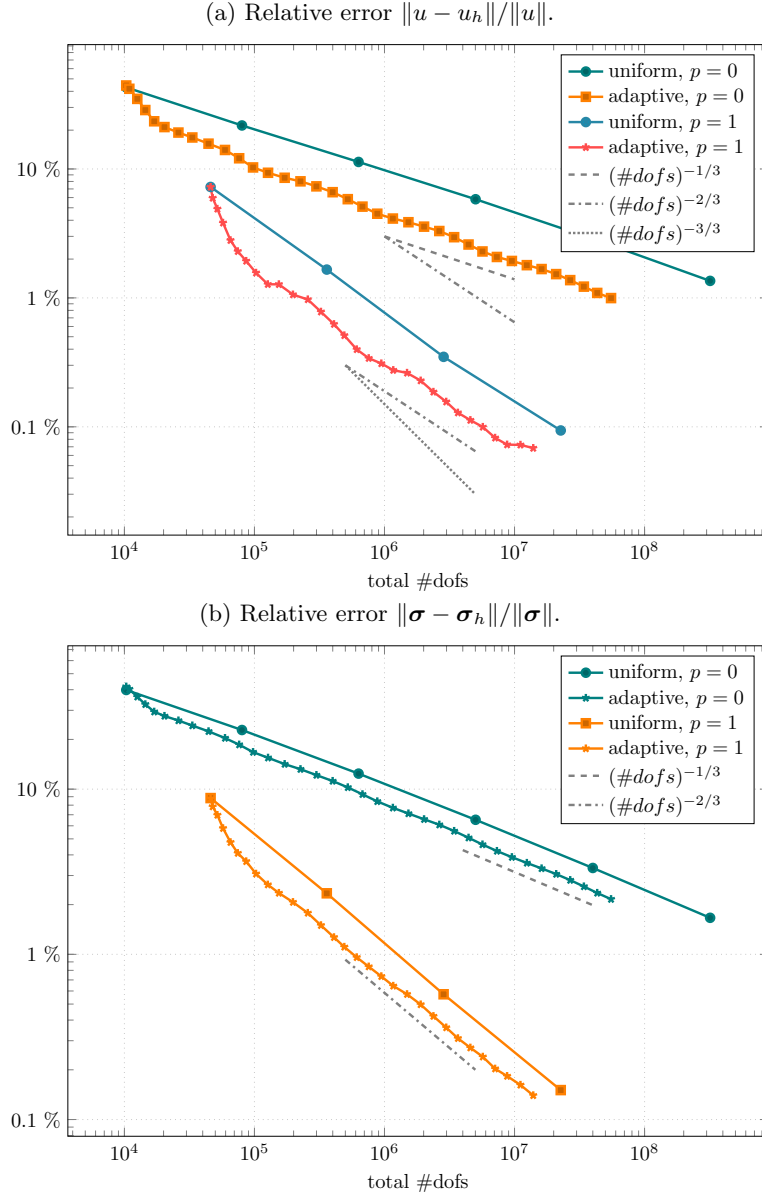 (a) Relative error ∥u − u_h∥/∥u∥.
uniform, p = 0
adaptive, p = 0
uniform, p = 1
adaptive, p = 1
(#dofs)^{−1/3}
(#dofs)^{−2/3}
(#dofs)^{−3/3}
10 %
1 %
0.1 %
10^4 10^5 10^6 10^7 10^8
total #dofs
(b) Relative error ∥σ − σ_h∥/∥σ∥.
uniform, p = 0
adaptive, p = 0
uniform, p = 1
adaptive, p = 1
(#dofs)^{−1/3}
(#dofs)^{−2/3}
10 %
1 %
0.1 %
10^4 10^5 10^6 10^7 10^8
total #dofs